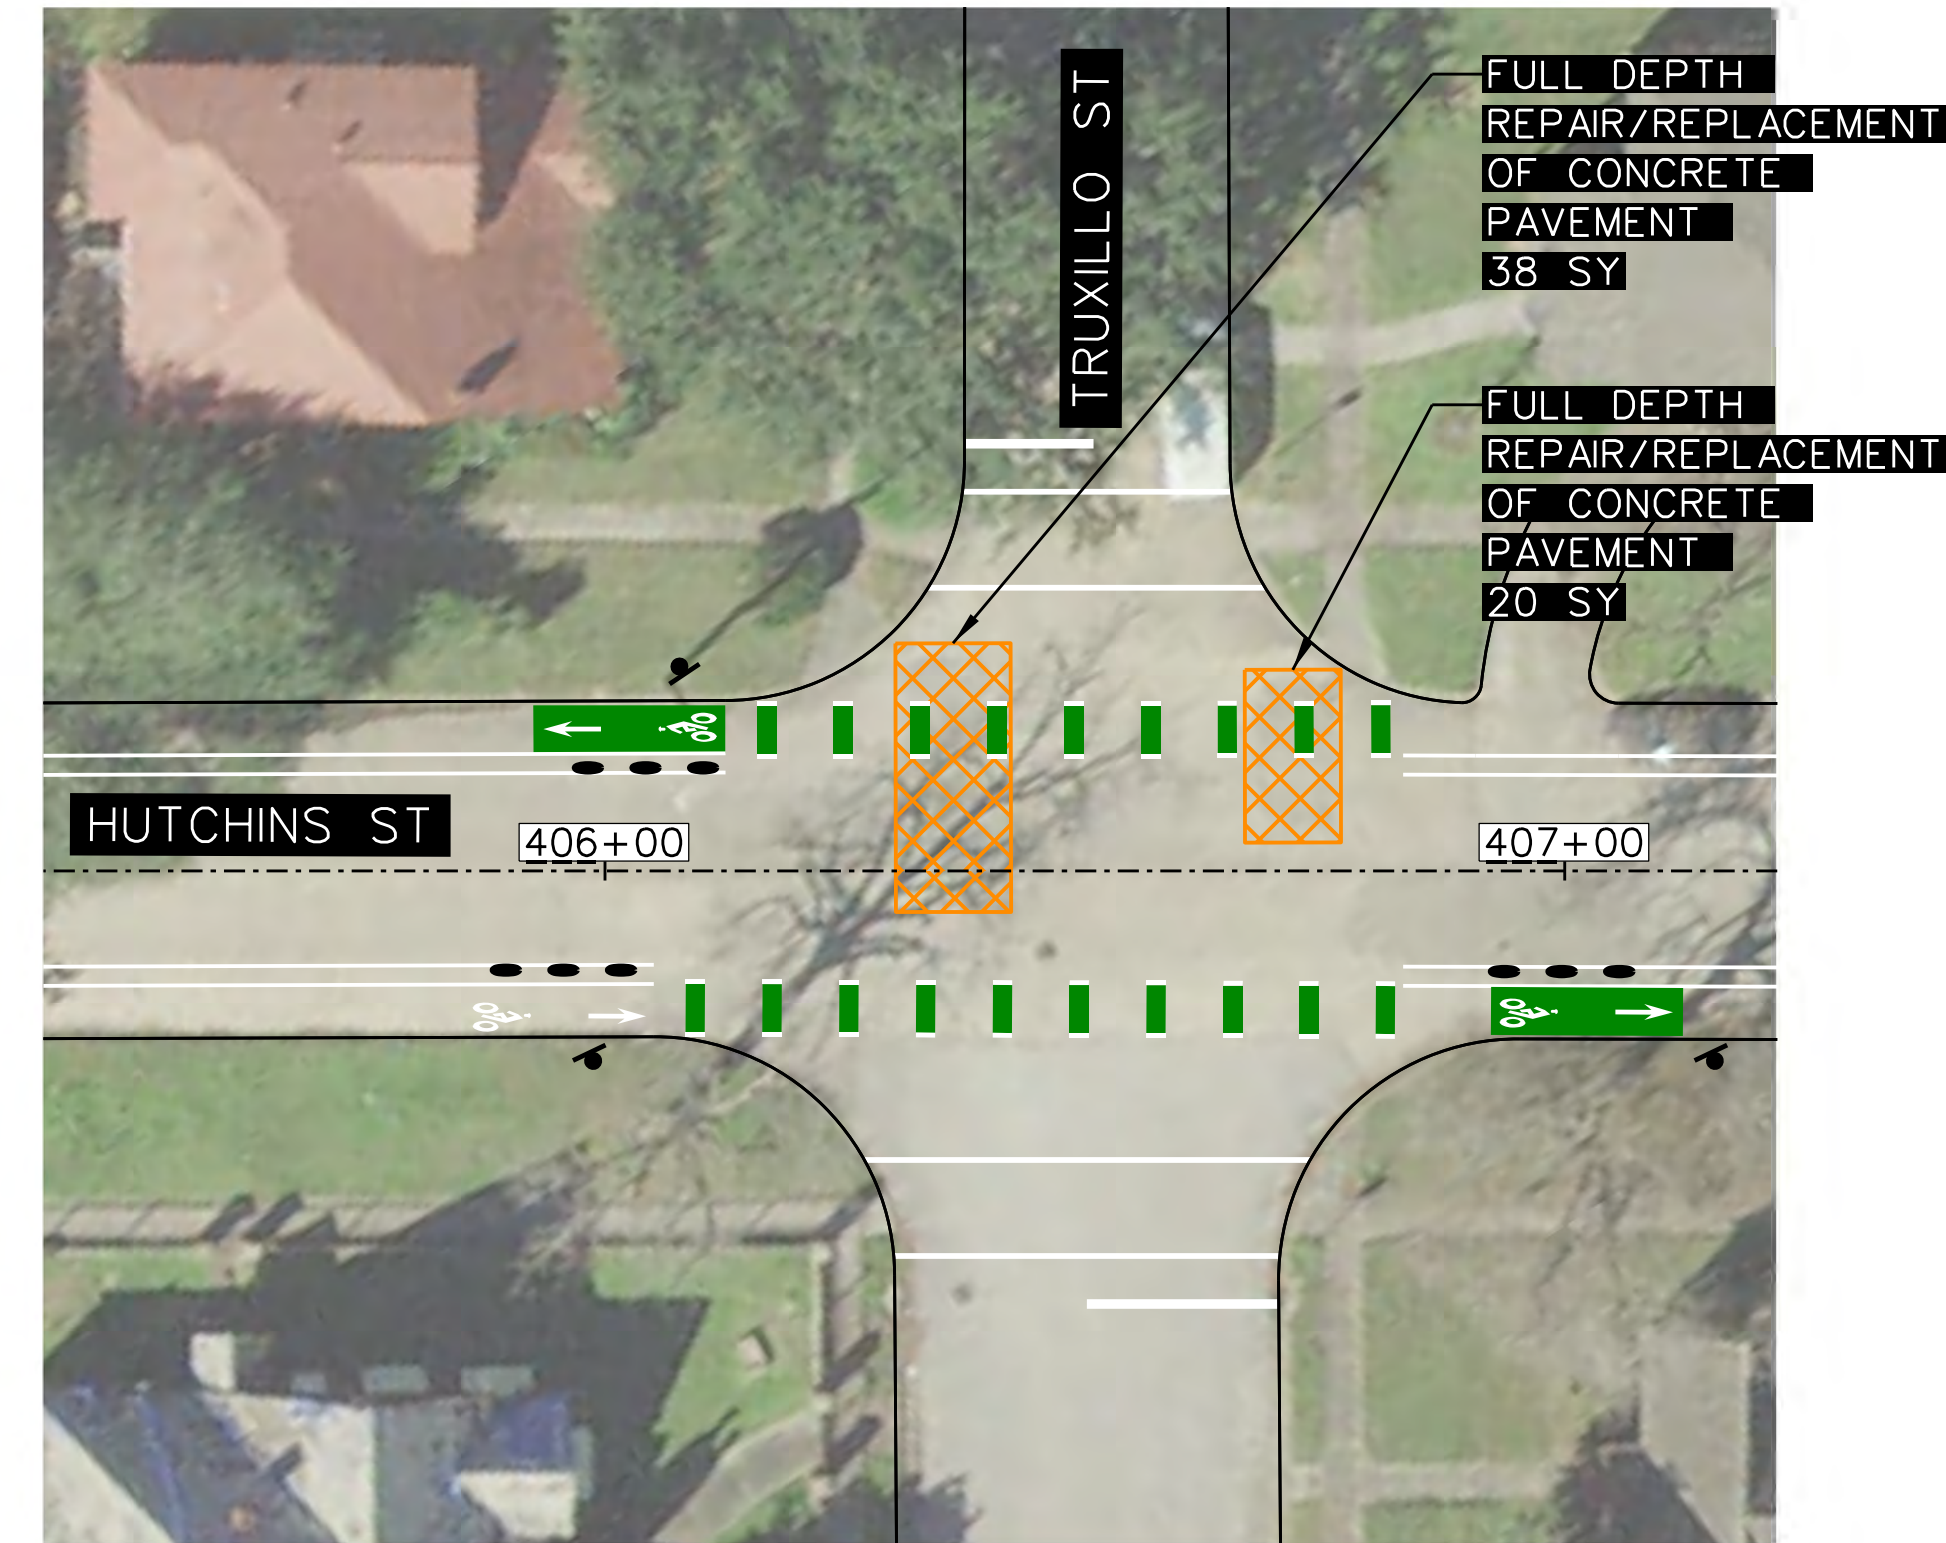 TRUXILLO ST
FULL DEPTH
REPAIR/REPLACEMENT
OF CONCRETE
PAVEMENT
38 SY
FULL DEPTH
REPAIR/REPLACEMENT
OF CONCRETE
PAVEMENT
20 SY
HUTCHINS ST
406+00
407+00